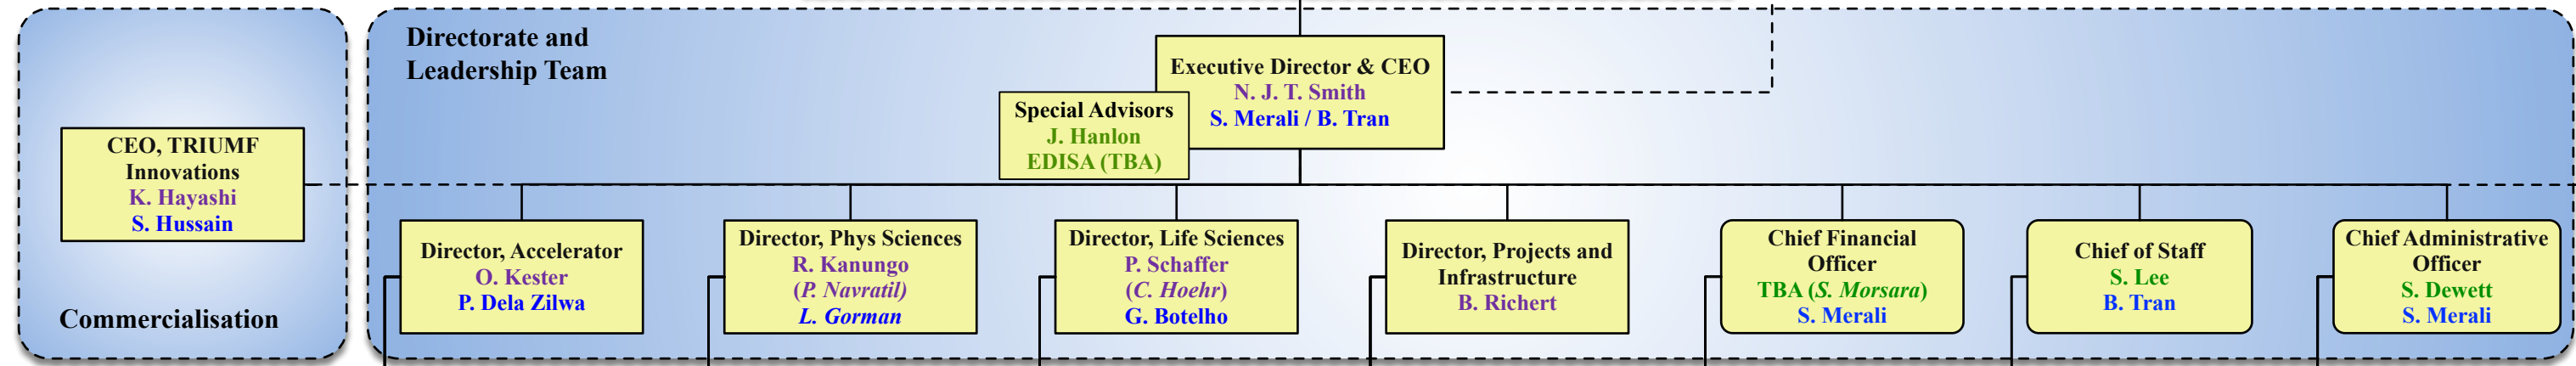 Directorate and
Leadership Team
Executive Director & CEO
N. J. T. Smith
S. Merali / B. Tran
Special Advisors
J. Hanlon
EDISA (TBA)
CEO, TRIUMF
Innovations
K. Hayashi
S. Hussain
Commercialisation
Director, Accelerator
O. Kester
P. Dela Zilwa
Director, Phys Sciences
R. Kanungo
(P. Navratil)
L. Gorman
Director, Life Sciences
P. Schaffer
(C. Hoehr)
G. Botelho
Director, Projects and
Infrastructure
B. Richert
Chief Financial
Officer
TBA (S. Morsara)
S. Merali
Chief of Staff
S. Lee
B. Tran
Chief Administrative
Officer
S. Dewett
S. Merali